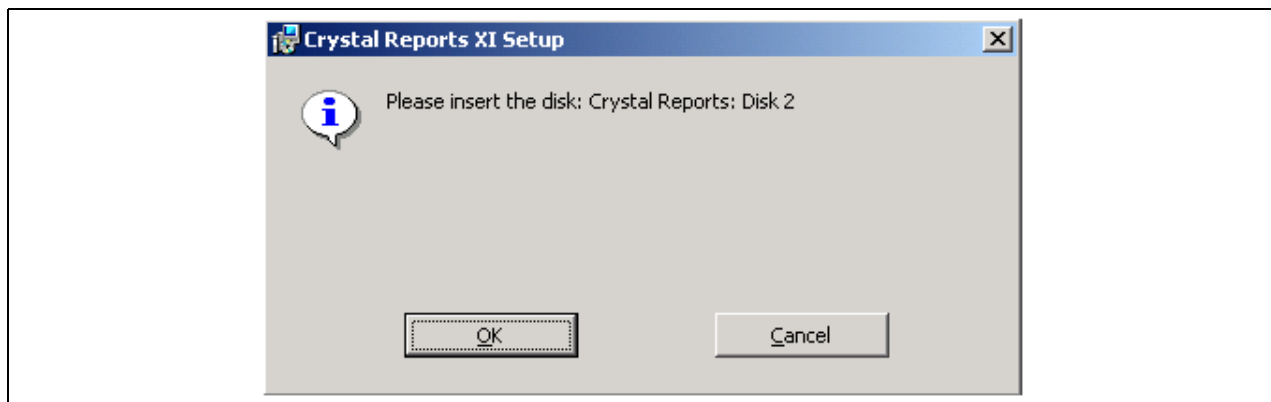 Crystal Reports XI Setup
Please insert the disk: Crystal Reports: Disk 2
OK
Cancel